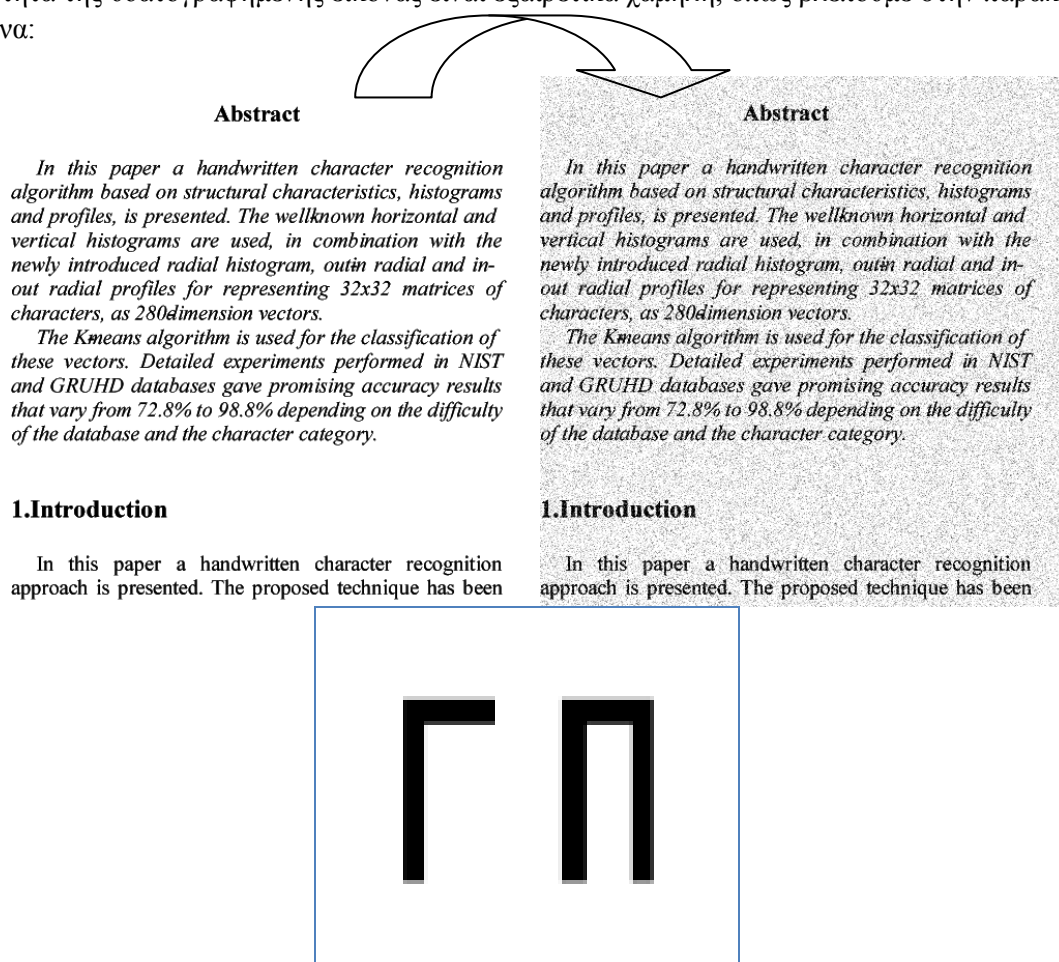 της υδατογραφημένης εικόνας είναι εξαιρετικά χαμηλή, όπως βλέπουμε στην
να:
Abstract
In this paper a handwritten character recognition
algorithm based on structural characteristics, histograms
and profiles, is presented. The wellknown horizontal and
vertical histograms are used, in combination with the
newly introduced radial histogram, outin radial and in-
out radial profiles for representing 32x32 matrices of
characters, as 280dimension vectors.
The Kmeans algorithm is used for the classification of
these vectors. Detailed experiments performed in NIST
and GRUHD databases gave promising accuracy results
that vary from 72.8% to 98.8% depending on the difficulty
of the database and the character category.
1.Introduction
In this paper a handwritten character recognition
approach is presented. The proposed technique has been
Abstract
In this paper a handwritten character recognition
algorithm based on structural characteristics, histograms
and profiles, is presented. The wellknown horizontal and
vertical histograms are used, in combination with the
newly introduced radial histogram, outin radial and in-
out radial profiles for representing 32x32 matrices of
characters, as 280dimension vectors.
The Kmeans algorithm is used for the classification of
these vectors. Detailed experiments performed in NIST
and GRUHD databases gave promising accuracy results
that vary from 72.8% to 98.8% depending on the difficulty
of the database and the character category.
1.Introduction
In this paper a handwritten character recognition
approach is presented. The proposed technique has been
Γ Π